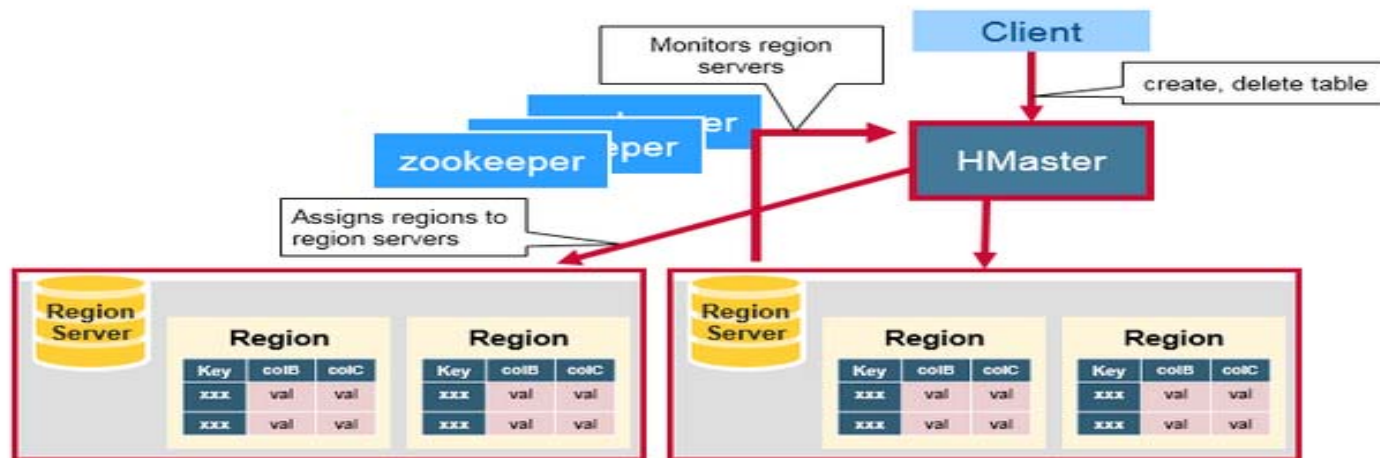 Client
Monitors region
servers
create, delete table
zookeeper
HMaster
Assigns regions to
region servers
Region
Server
Region
Key colB colC
xxx val val
xxx val val
Region
Key colB colC
xxx val val
xxx val val
Region
Server
Region
Key colB colC
xxx val val
xxx val val
Region
Key colB colC
xxx val val
xxx val val